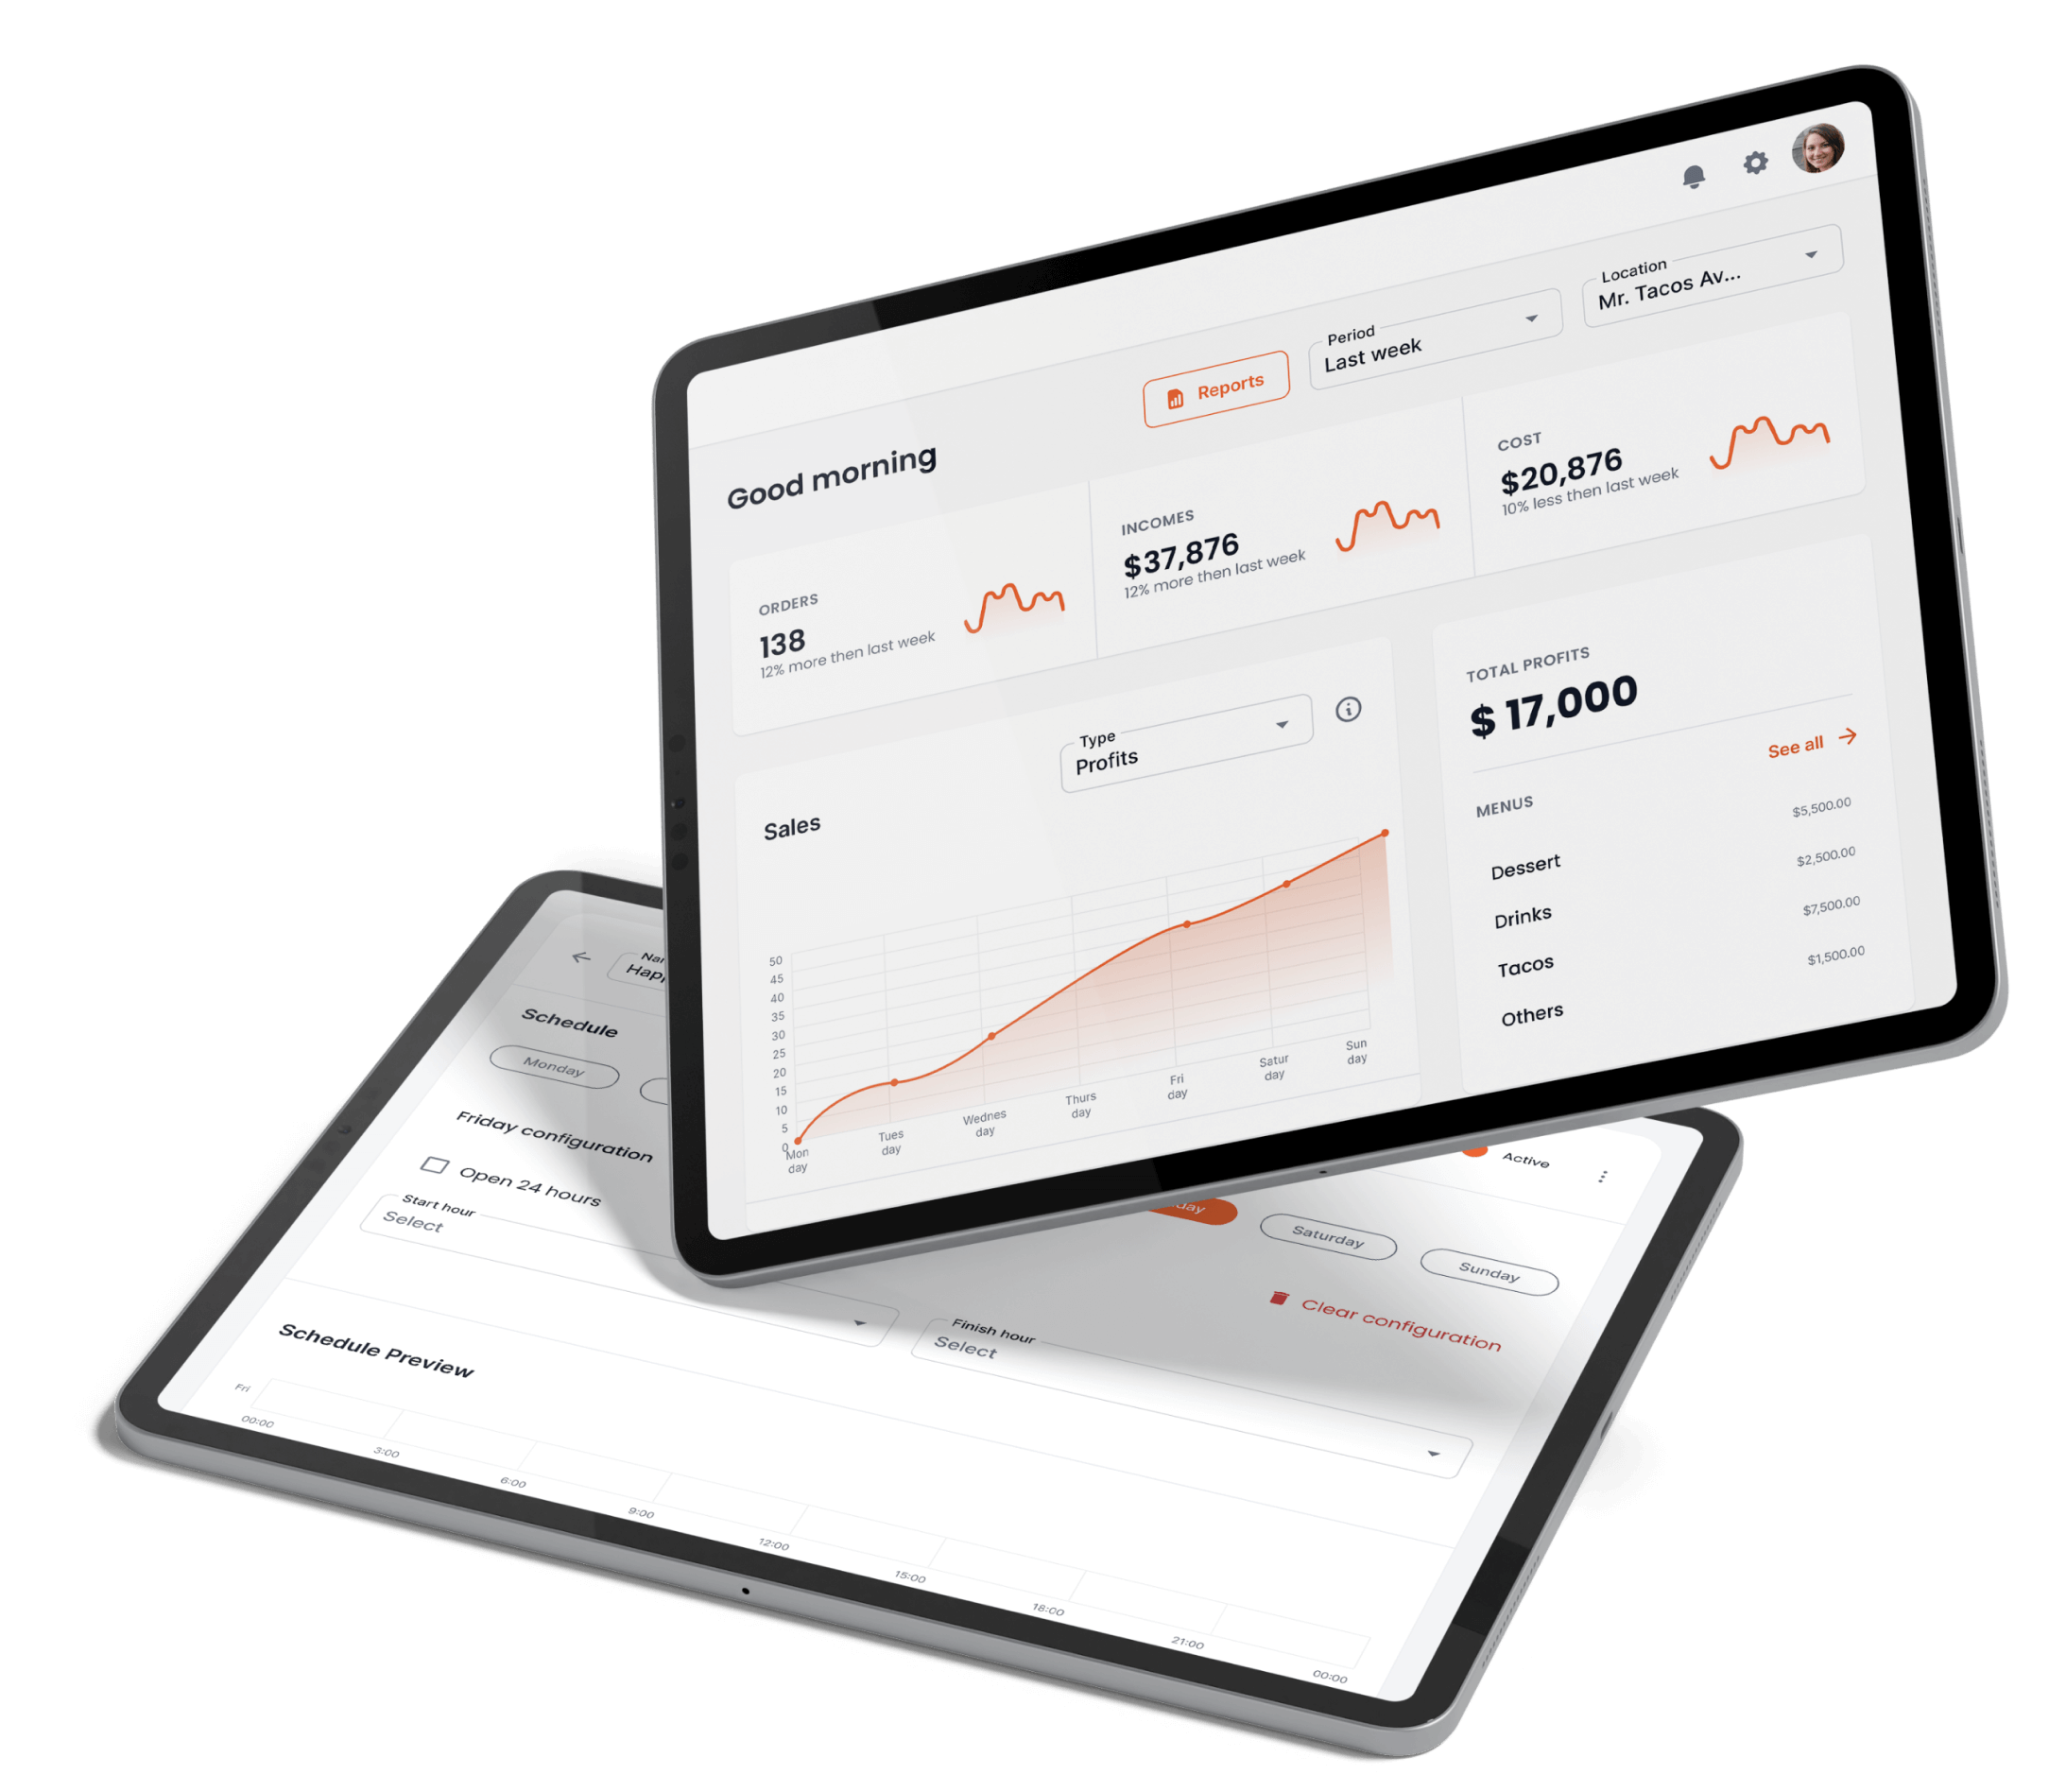 Location
Mr. Tacos Av...
Period
Last week
Reports
Good morning
ORDERS
138
12% more then last week
INCOMES
$37,876
12% more then last week
COST
$20,876
10% less then last week
Sales
Type
Profits
50
45
40
35
30
25
20
15
10
5
0
Mon
day
Tues
day
Wednes
day
Thurs
day
Fri
day
Satur
day
Sun
day
TOTAL PROFITS
$ 17,000
See all
MENUS
Dessert $5,500.00
Drinks $2,500.00
Tacos $7,500.00
Others $1,500.00
Schedule
Monday
Saturday
Sunday
Active
Friday configuration
Clear configuration
Open 24 hours
Start hour
Select
Finish hour
Select
Schedule Preview
Fri
00:00
3:00
6:00
9:00
12:00
15:00
18:00
21:00
00:00